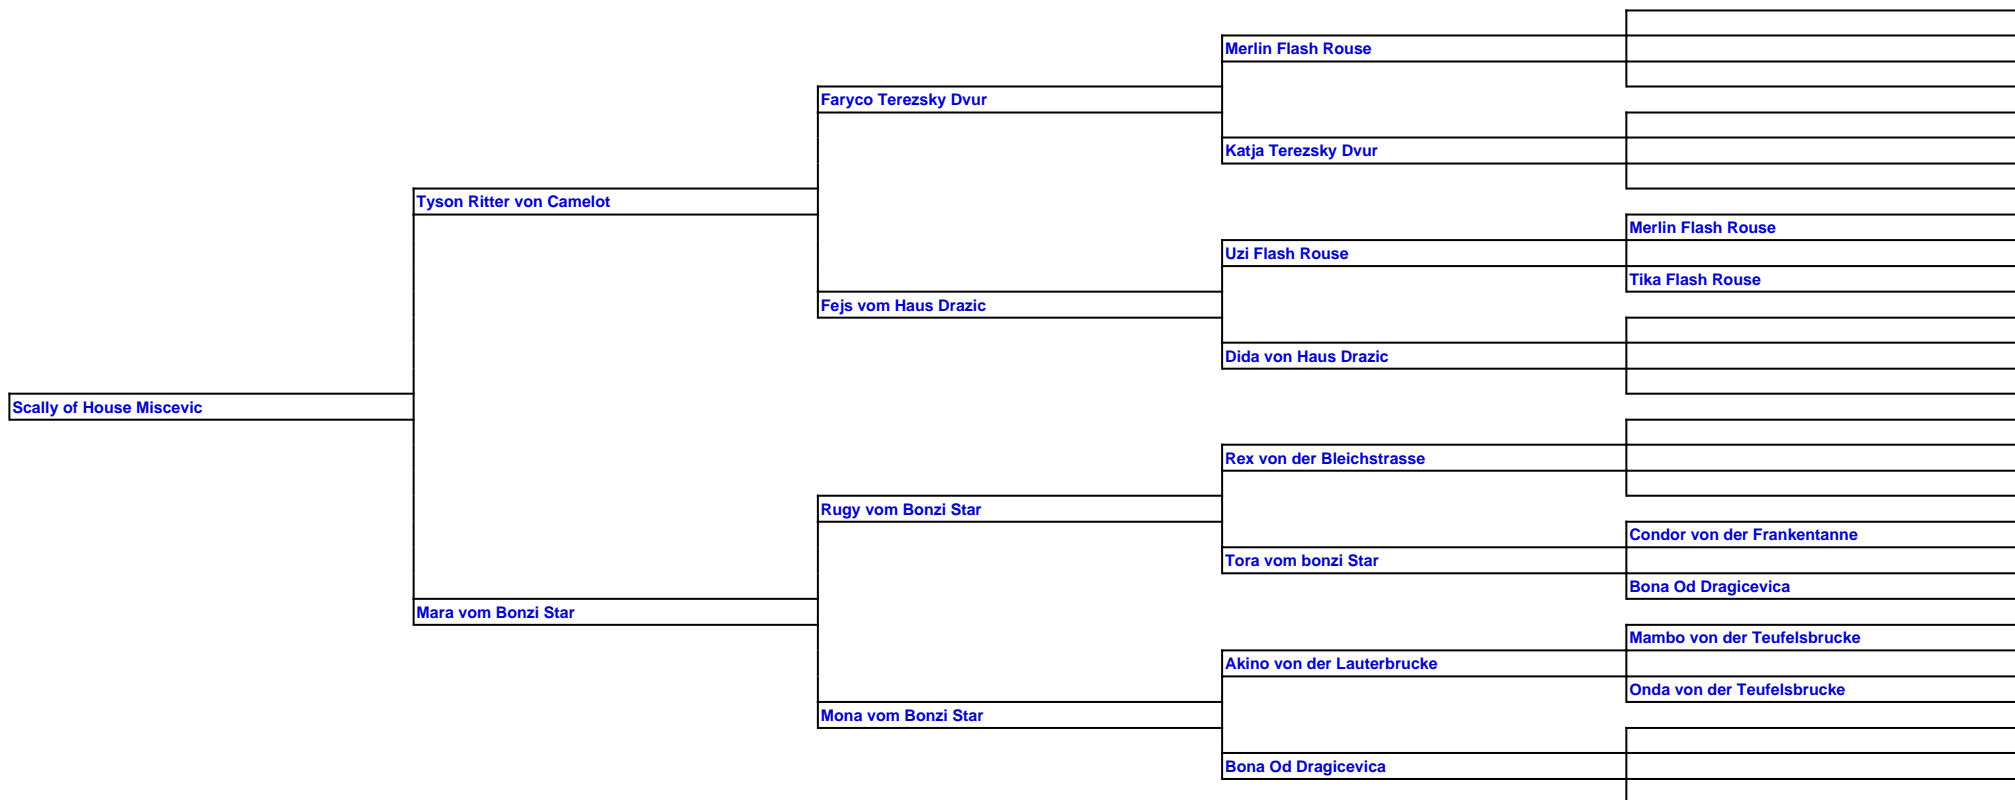 Merlin Flash Rouse
Faryco Terezsky Dvur
Katja Terezsky Dvur
Tyson Ritter von Camelot
Merlin Flash Rouse
Uzi Flash Rouse
Tika Flash Rouse
Fejs vom Haus Drazic
Dida von Haus Drazic
Scally of House Miscevic
Rex von der Bleichstrasse
Rugy vom Bonzi Star
Condor von der Frankentanne
Tora vom bonzi Star
Bona Od Dragicevica
Mara vom Bonzi Star
Mambo von der Teufelsbrucke
Akino von der Lauterbrucke
Onda von der Teufelsbrucke
Mona vom Bonzi Star
Bona Od Dragicevica